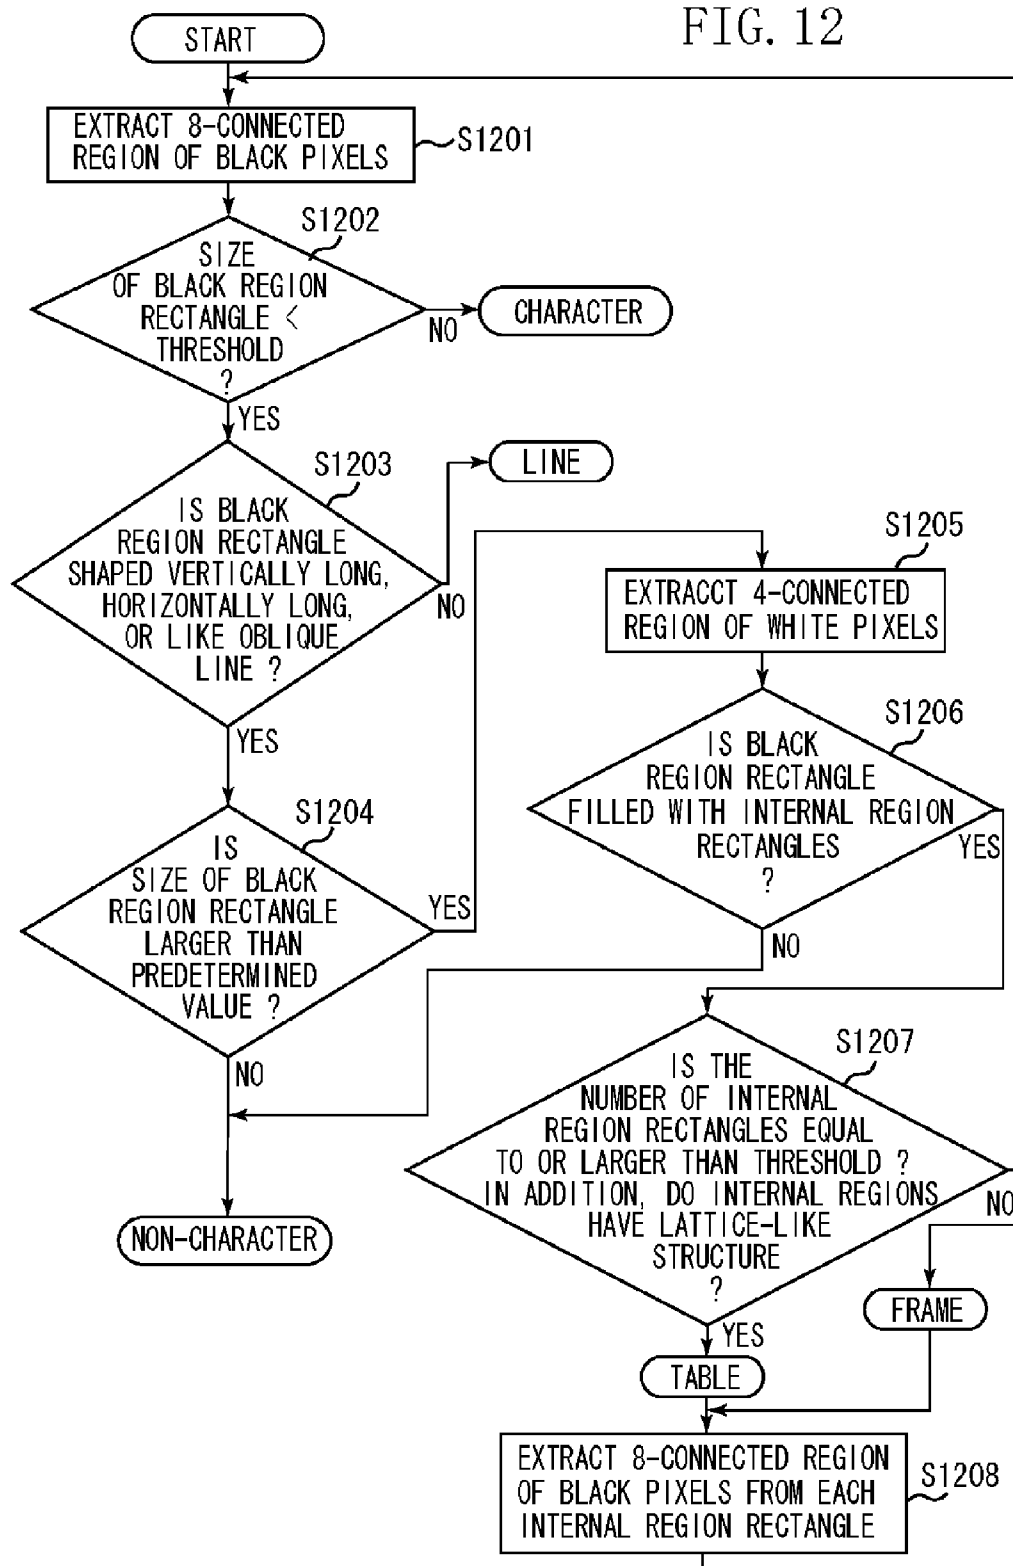 FIG. 12
START
EXTRACT 8-CONNECTED
REGION OF BLACK PIXELS
S1201
S1202
SIZE
OF BLACK REGION
RECTANGLE <
THRESHOLD
?
NO
CHARACTER
YES
S1203
LINE
IS BLACK
REGION RECTANGLE
SHAPED VERTICALLY LONG,
HORIZONTALLY LONG,
OR LIKE OBLIQUE
LINE ?
NO
YES
S1204
IS
SIZE OF BLACK
REGION RECTANGLE
LARGER THAN
PREDETERMINED
VALUE ?
YES
NO
NON-CHARACTER
S1205
EXTRACCT 4-CONNECTED
REGION OF WHITE PIXELS
S1206
IS BLACK
REGION RECTANGLE
FILLED WITH INTERNAL REGION
RECTANGLES
?
YES
NO
S1207
IS THE
NUMBER OF INTERNAL
REGION RECTANGLES EQUAL
TO OR LARGER THAN THRESHOLD ?
IN ADDITION, DO INTERNAL REGIONS
HAVE LATTICE-LIKE
STRUCTURE
?
NO
FRAME
YES
TABLE
EXTRACT 8-CONNECTED REGION
OF BLACK PIXELS FROM EACH
INTERNAL REGION RECTANGLE
S1208